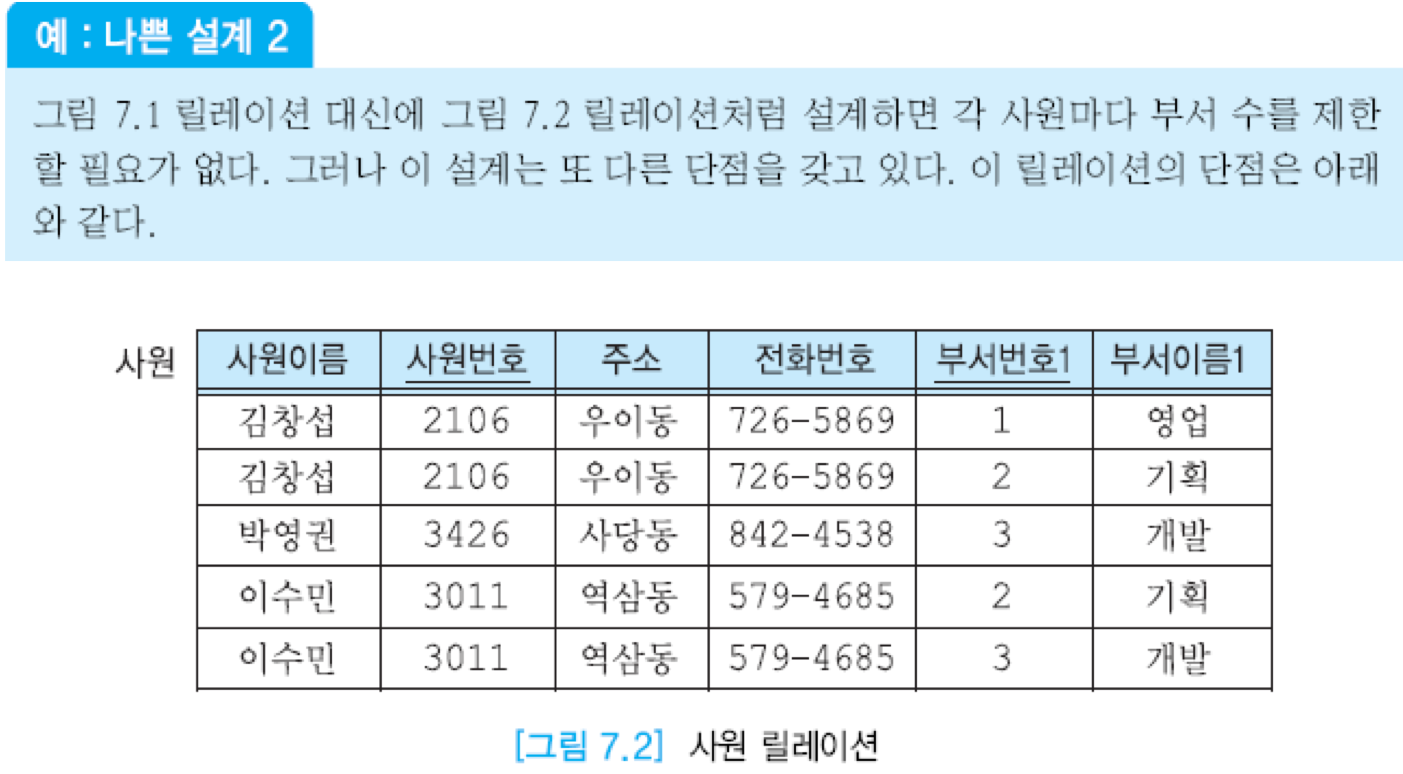 예 : 나쁜 설계 2
그림 7.1 릴레이션 대신에 그림 7.2 릴레이션처럼 설계하면 각 사원마다 부서 수를 제한
할 필요가 없다. 그러나 이 설계는 또 다른 단점을 갖고 있다. 이 릴레이션의 단점은 아래
와 같다.
사원 사원이름 사원번호 주소 전화번호 부서번호1 부서이름1
김창섭 2106 우이동 726-5869 1 영업
김창섭 2106 우이동 726-5869 2 기획
박영권 3426 사당동 842-4538 3 개발
이수민 3011 역삼동 579-4685 2 기획
이수민 3011 역삼동 579-4685 3 개발
[그림 7.2] 사원 릴레이션